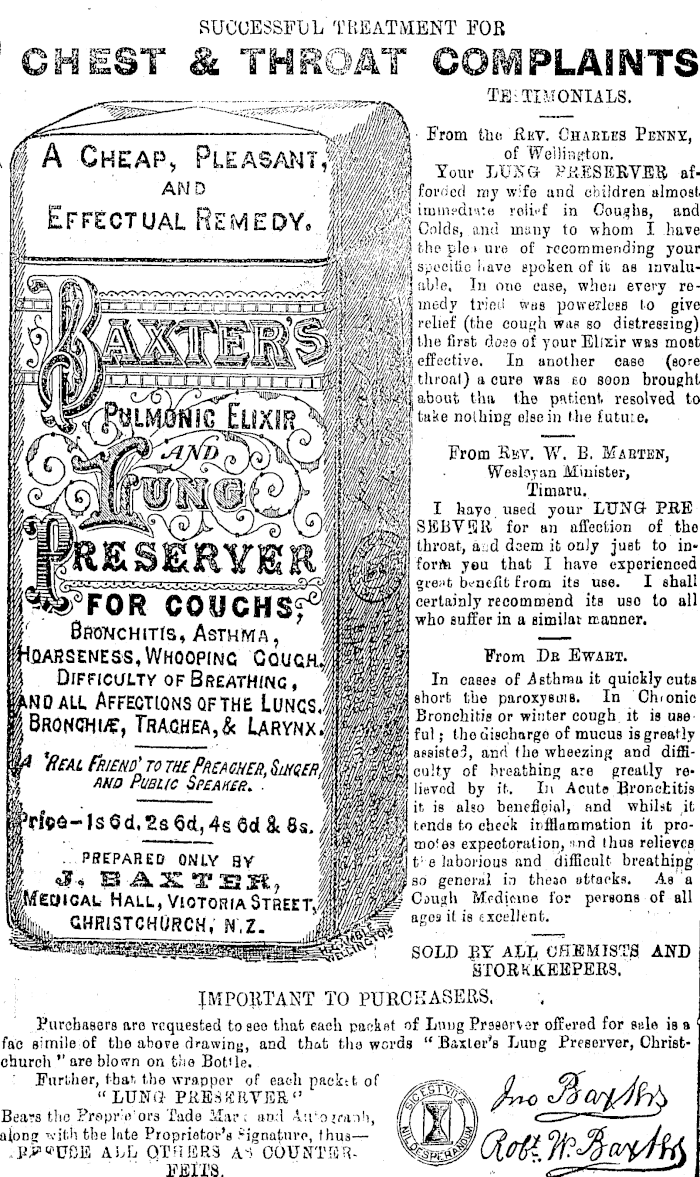 SUCCESSFUL TREATMENT FOR
CHEST & THROAT COMPLAINTS
A CHEAP, PLEASANT,
AND
EFFECTUAL REMEDY.
BAXTER'S
PULMONIC ELIXIR
AND
LUNG
PRESERVER
FOR COUGHS,
BRONCHITIS, ASTHMA,
HOARSENESS, WHOOPING COUGH.
DIFFICULTY OF BREATHING,
AND ALL AFFECTIONS OF THE LUNGS.
BRONCHIÆ, TRACHEA, & LARYNX.
A 'REAL FRIEND' TO THE PREACHER, SINGER,
AND PUBLIC SPEAKER.
Price–1s 6d. 2s 6d, 4s 6d & 8s.
PREPARED ONLY BY
J. BAXTER,
MEDICAL HALL, VICTORIA STREET,
CHRISTCHURCH, N.Z.
WELLINGTON
TESTIMONIALS.
From the REV. CHARLES PENNY,
of Wellington.
Your LUNG PRESERVER af-
forded my wife and children almost
immediate relief in Coughs, and
Colds, and many to whom I have
the ple ure of recommending your
specific have spoken of it as invalu-
able. In one case, when every re-
medy tried was powerless to give
relief (the cough was so distressing)
the first dose of your Elixir was most
effective. In another case (sore
throat) a cure was so soon brought
about tha the patient resolved to
take nothing else in the future.
From REV. W. B. MARTEN,
Wesleyan Minister,
Timaru.
I have used your LUNG PRE
SERVER for an affection of the
throat, and deem it only just to in-
form you that I have experienced
great benefit from its use. I shall
certainly recommend its use to all
who suffer in a similar manner.
From DR EWART.
In cases of Asthma it quickly cuts
short the paroxysms. In Chronic
Bronchitis or winter cough it is use
ful; the discharge of mucus is greatly
assisted, and the wheezing and diffi-
culty of breathing are greatly re-
lieved by it. In Acute Bronchitis
it is also beneficial, and whilst it
tends to check infflammation it pro-
motes expectoration, and thus relieves
the laborious and difficult breathing
so general in these attacks. As a
Cough Medicine for persons of all
ages it is excellent.
SOLD BY ALL CHEMISTS AND
STORKKEEPERS.
IMPORTANT TO PURCHASERS.
Purchasers are requested to see that each packet of Lung Preserver offered for sale is a
fac simile of the above drawing, and that the words "Baxter's Lung Preserver, Christ-
church" are blown on the Bottle.
Further, that the wrapper of each packet of
"LUNG PRESERVER"
Bears the Proprietors Tade Mark and Autograph,
along with the late Proprietor's Signature, thus—
REFUSE ALL OTHERS AS COUNTER-
FEITS.
SIC EST VITÆ
NIL DESPERANDUM
Jno Baxter
Robt. W. Baxter